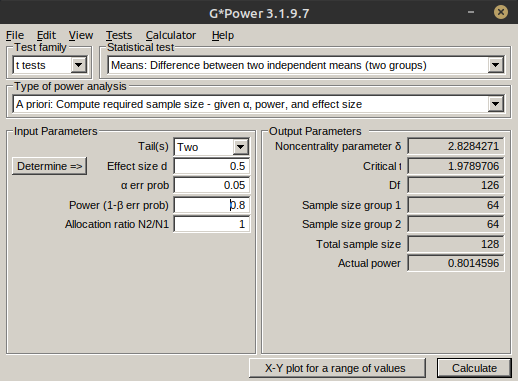 G*Power 3.1.9.7
File Edit View Tests Calculator Help
Test family
t tests
Statistical test
Means: Difference between two independent means (two groups)
Type of power analysis
A priori: Compute required sample size - given α, power, and effect size
Input Parameters
Tail(s) Two
Determine => Effect size d 0.5
α err prob 0.05
Power (1-β err prob) 0.8
Allocation ratio N2/N1 1
Output Parameters
Noncentrality parameter δ 2.8284271
Critical t 1.9789706
Df 126
Sample size group 1 64
Sample size group 2 64
Total sample size 128
Actual power 0.8014596
X-Y plot for a range of values Calculate